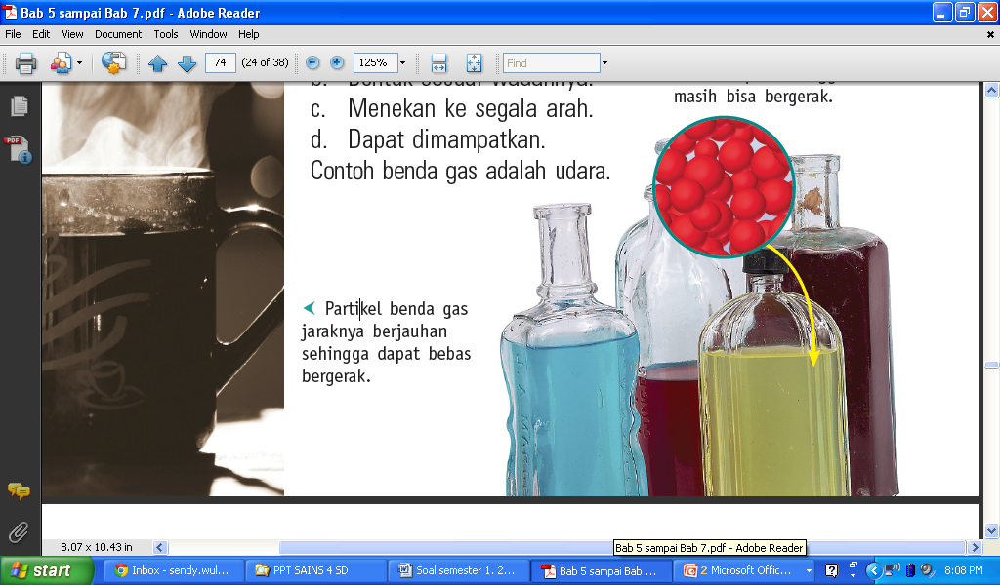 Bab 5 sampai Bab 7.pdf - Adobe Reader
File Edit View Document Tools Window Help
74 (24 of 38) 125% Find
b. Bentuk sesuai wadahnya.
masih bisa bergerak.
c. Menekan ke segala arah.
d. Dapat dimampatkan.
Contoh benda gas adalah udara.
Partikel benda gas
jaraknya berjauhan
sehingga dapat bebas
bergerak.
8.07 x 10.43 in
Bab 5 sampai Bab 7.pdf - Adobe Reader
start Inbox - sendy.wul... PPT SAINS 4 SD Soal semester 1. 2... Bab 5 sampai Bab ... 2 Microsoft Offic... 8:08 PM